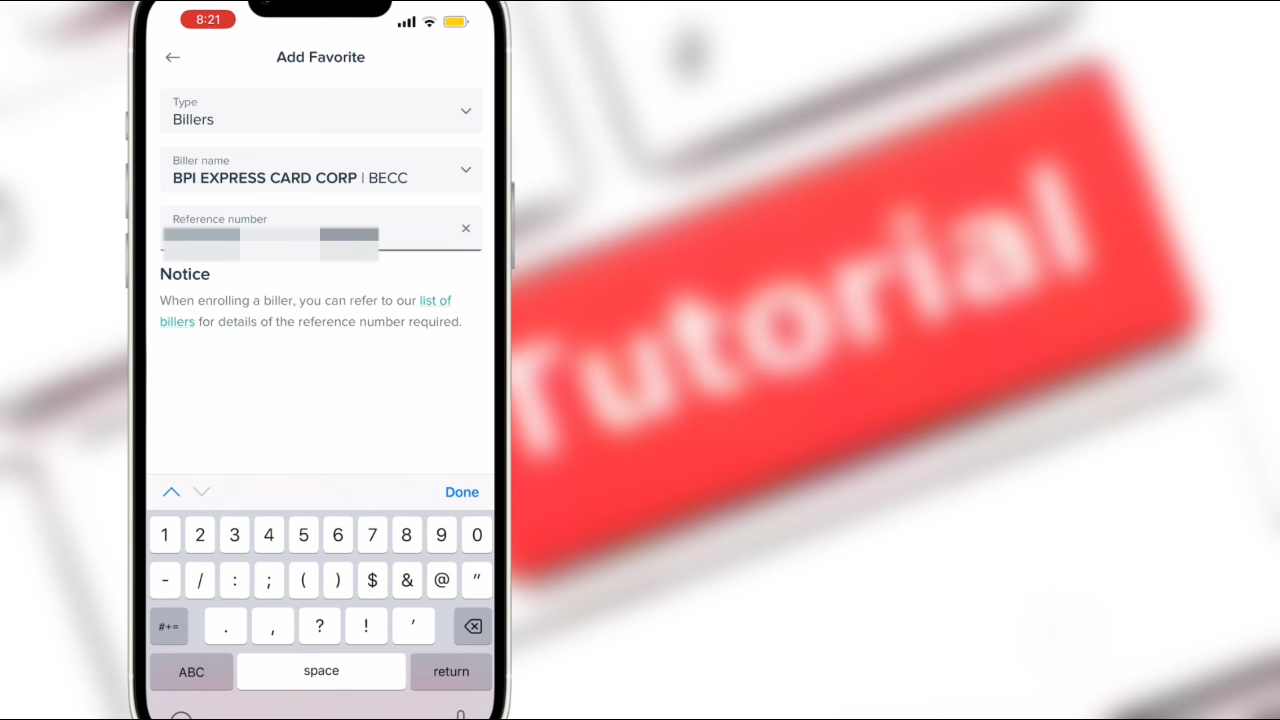 8:21
Add Favorite
Type
Billers
Biller name
BPI EXPRESS CARD CORP | BECC
Reference number
Notice
When enrolling a biller, you can refer to our list of
billers for details of the reference number required.
Done
1 2 3 4 5 6 7 8 9 0
- / : ; ( ) $ & @ "
#+= . , ? ! '
ABC space return
Tutorial